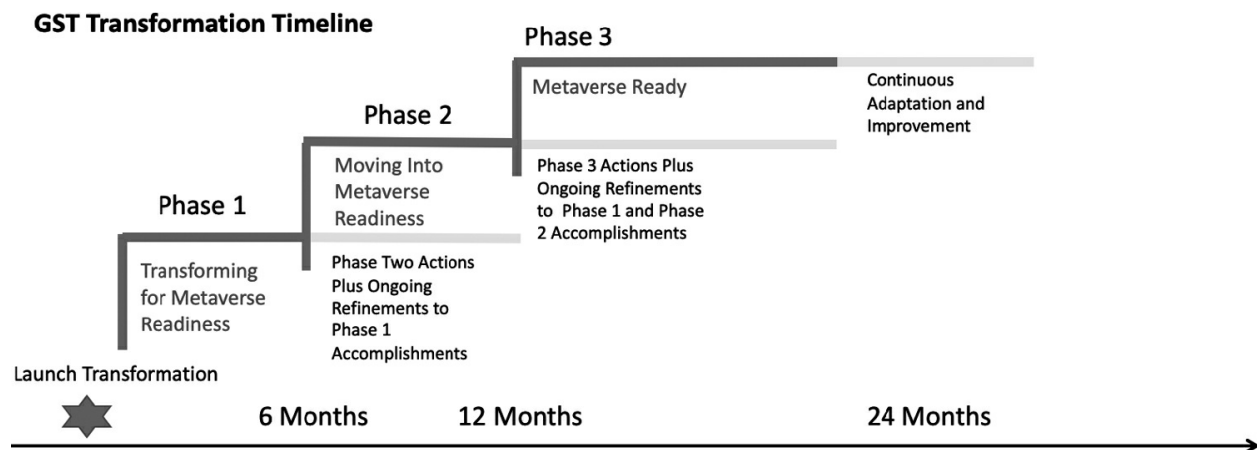 GST Transformation Timeline
Phase 3
Metaverse Ready
Continuous
Adaptation and
Improvement
Phase 2
Moving Into
Metaverse
Readiness
Phase 3 Actions Plus
Ongoing Refinements
to Phase 1 and Phase
2 Accomplishments
Phase 1
Transforming
for Metaverse
Readiness
Phase Two Actions
Plus Ongoing
Refinements to
Phase 1
Accomplishments
Launch Transformation
6 Months
12 Months
24 Months